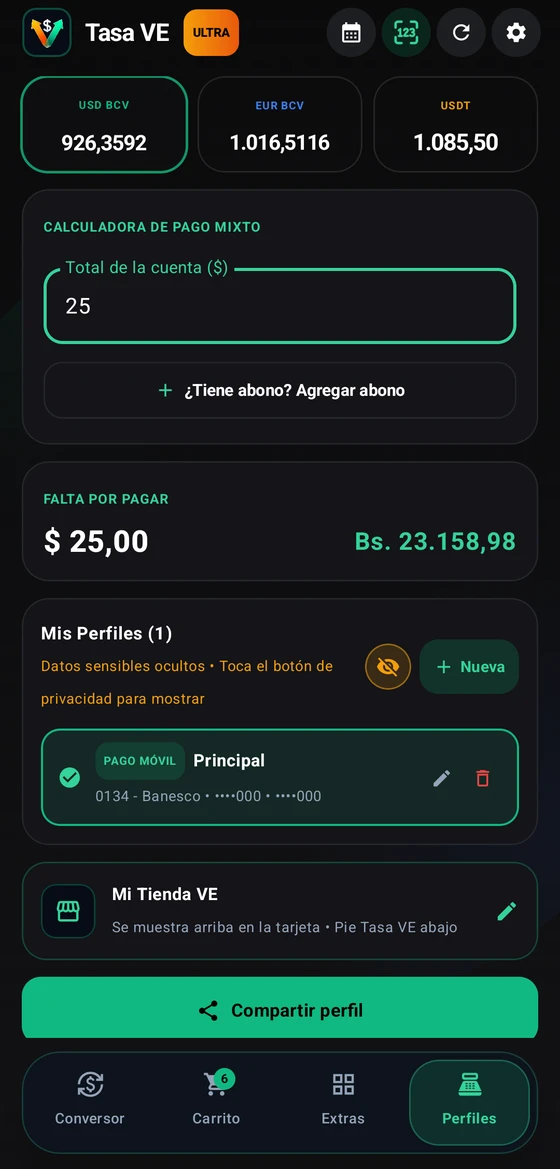 Tasa VE
ULTRA
123
USD BCV
926,3592
EUR BCV
1.016,5116
USDT
1.085,50
CALCULADORA DE PAGO MIXTO
Total de la cuenta ($)
25
+ ¿Tiene abono? Agregar abono
FALTA POR PAGAR
$ 25,00
Bs. 23.158,98
Mis Perfiles (1)
Datos sensibles ocultos • Toca el botón de
privacidad para mostrar
+ Nueva
PAGO MÓVIL
Principal
0134 - Banesco • ••••000 • ••••000
Mi Tienda VE
Se muestra arriba en la tarjeta • Pie Tasa VE abajo
Compartir perfil
Conversor
6
Carrito
Extras
Perfiles